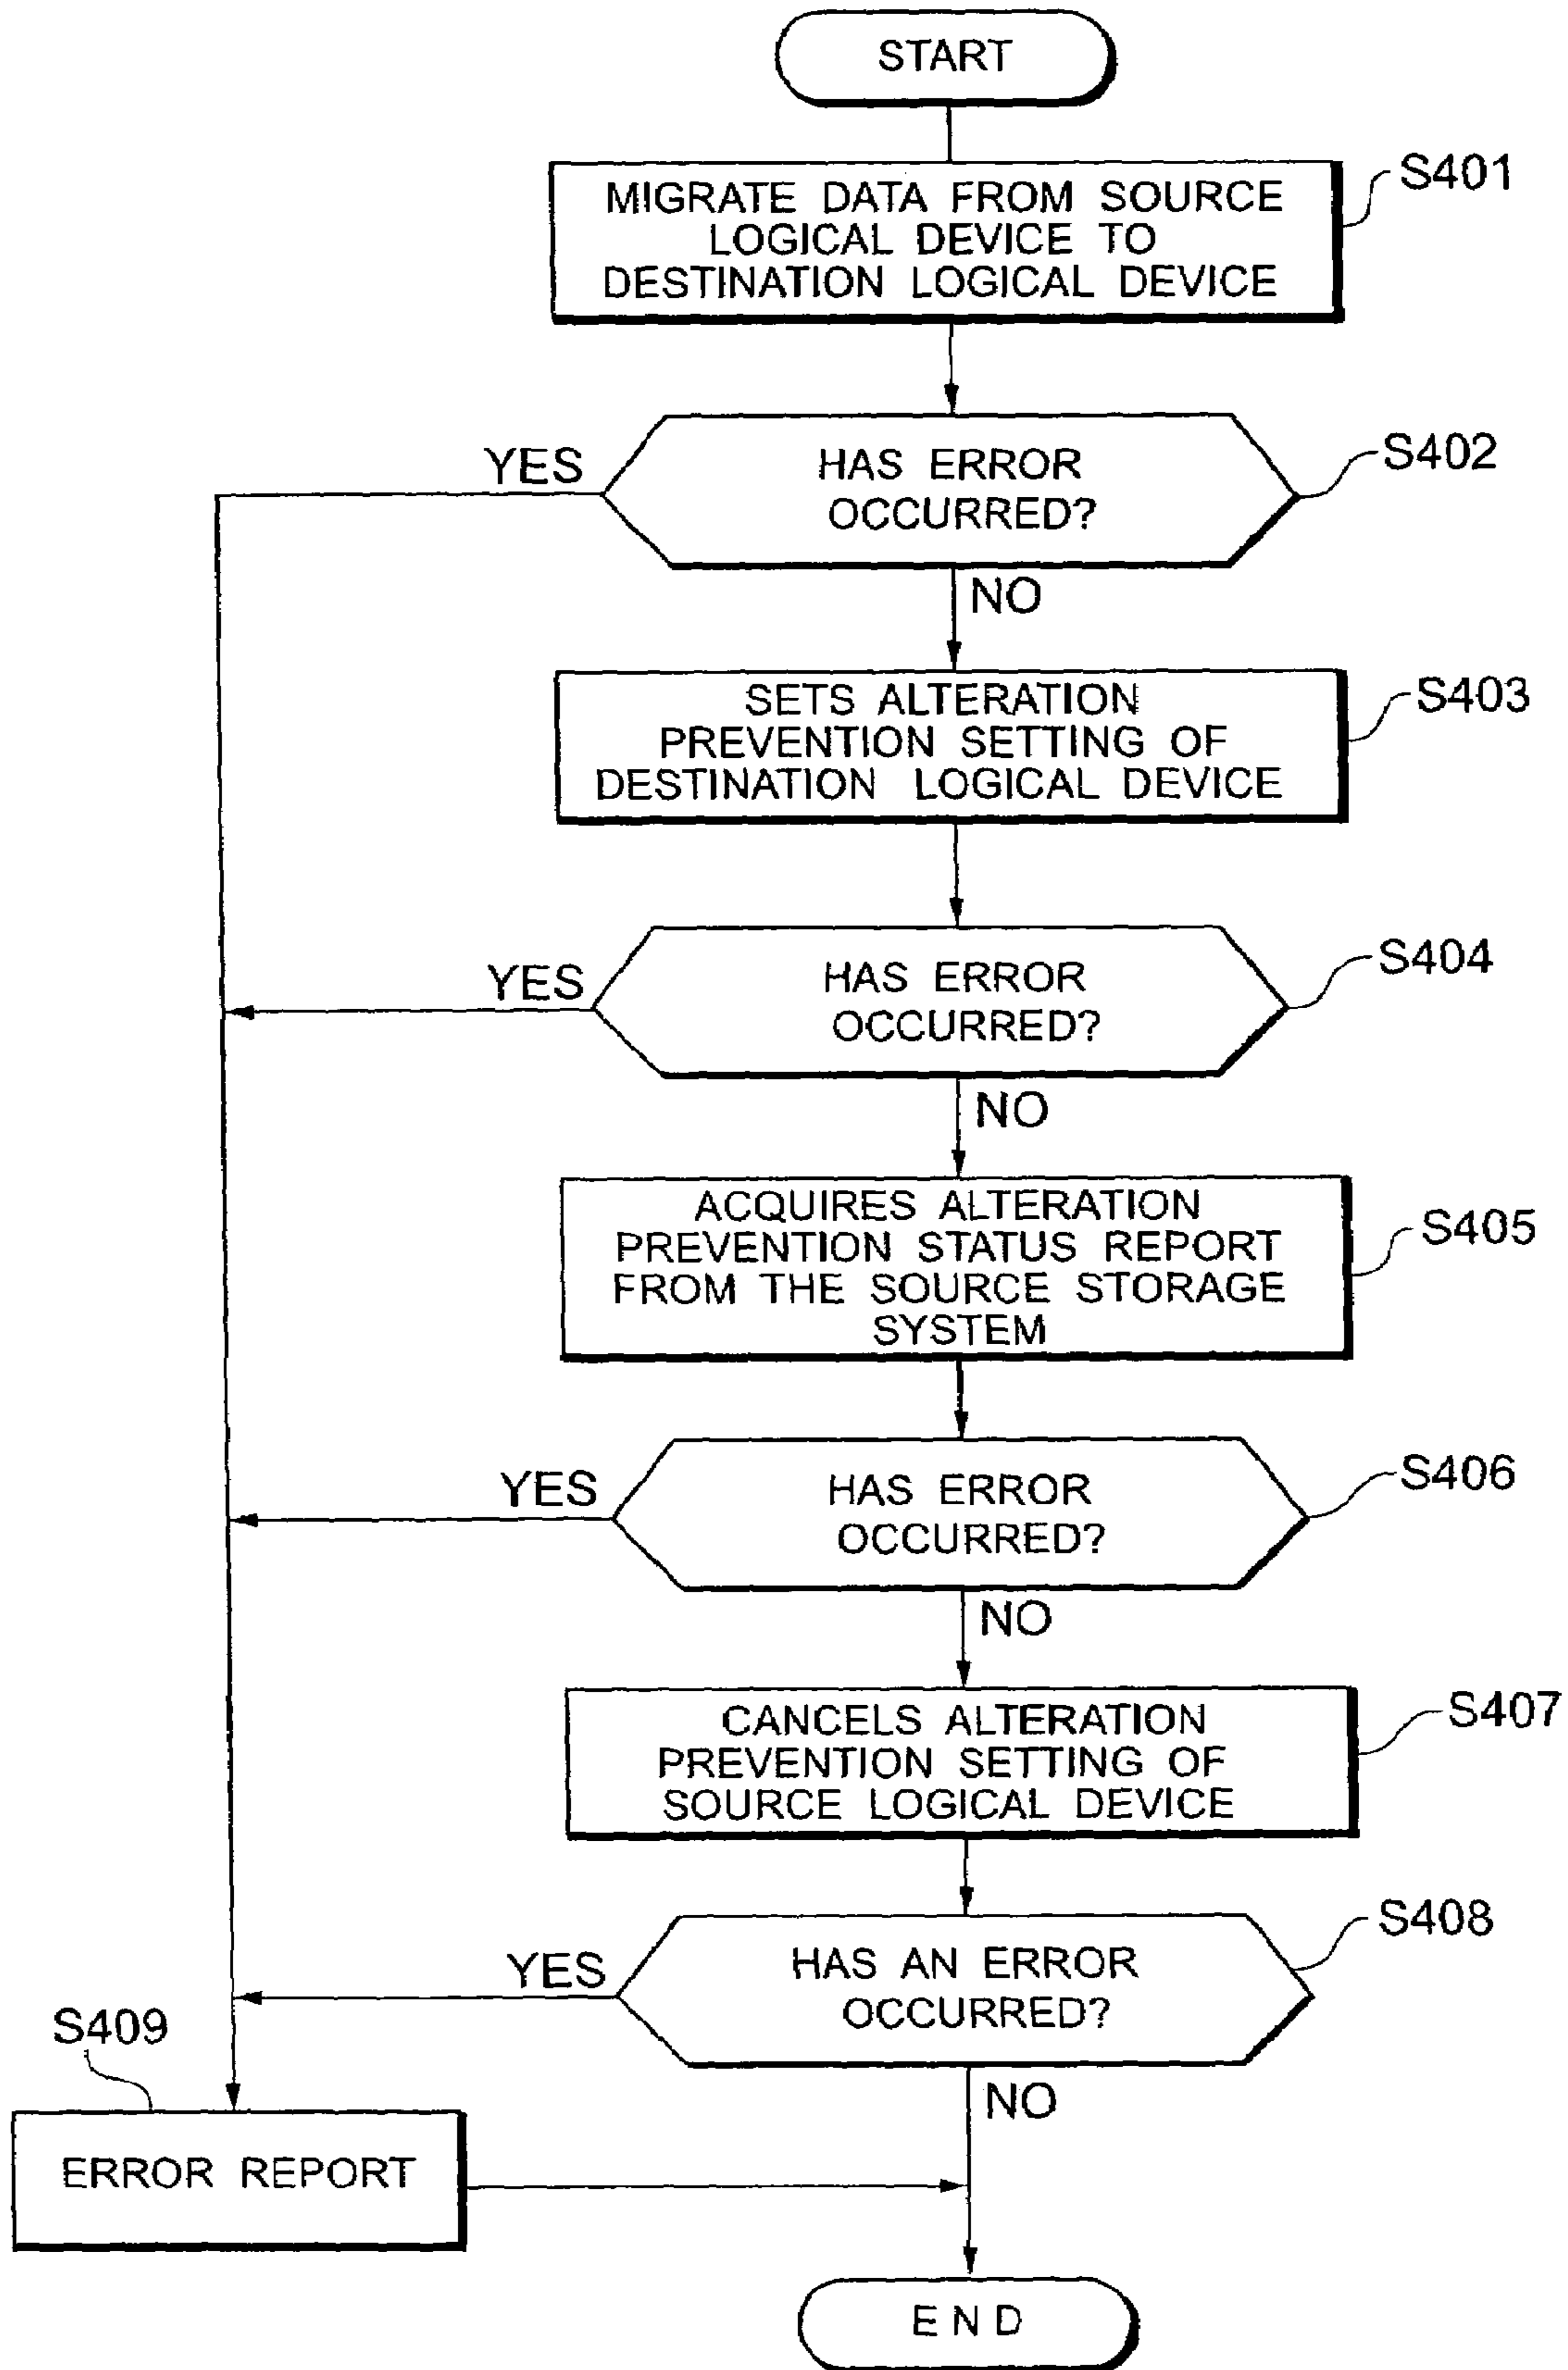 START
MIGRATE DATA FROM SOURCE
LOGICAL DEVICE TO
DESTINATION LOGICAL DEVICE
S401
YES
HAS ERROR
OCCURRED?
S402
NO
SETS ALTERATION
PREVENTION SETTING OF
DESTINATION LOGICAL DEVICE
S403
YES
HAS ERROR
OCCURRED?
S404
NO
ACQUIRES ALTERATION
PREVENTION STATUS REPORT
FROM THE SOURCE STORAGE
SYSTEM
S405
YES
HAS ERROR
OCCURRED?
S406
NO
CANCELS ALTERATION
PREVENTION SETTING OF
SOURCE LOGICAL DEVICE
S407
YES
HAS AN ERROR
OCCURRED?
S408
NO
S409
ERROR REPORT
END